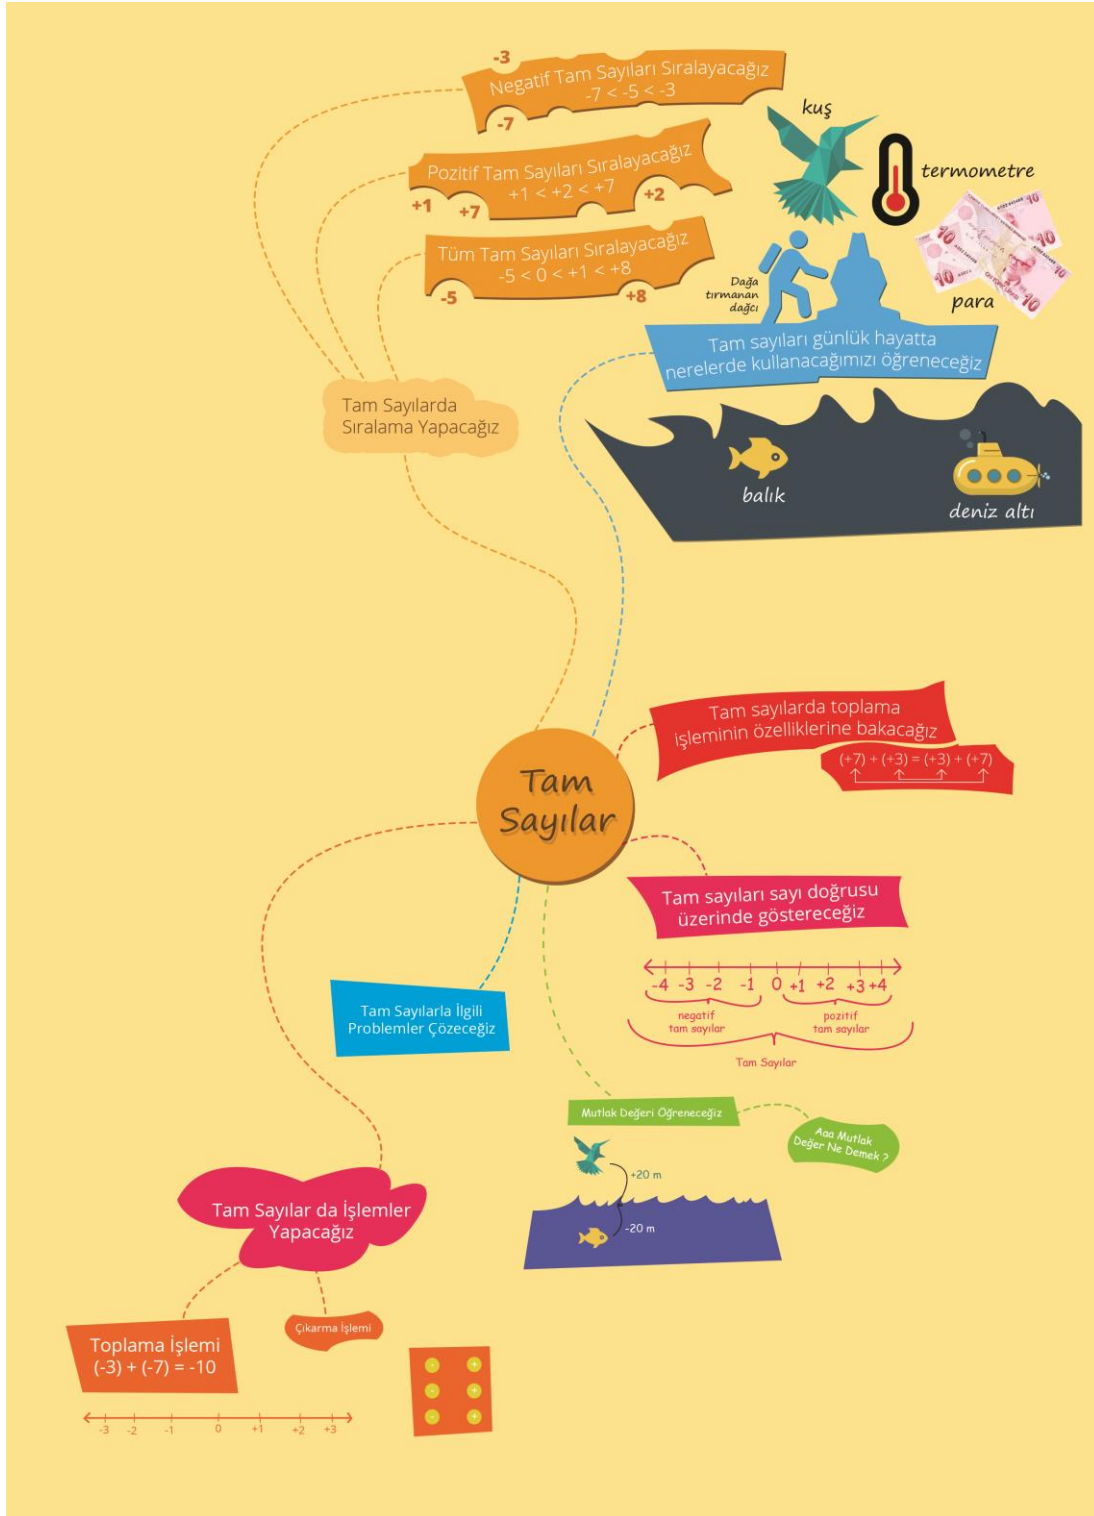 -3
Negatif Tam Sayıları Sıralayacağız
-7 < -5 < -3
-7
Pozitif Tam Sayıları Sıralayacağız
+1 < +2 < +7
+1
+7
+2
Tüm Tam Sayıları Sıralayacağız
-5 < 0 < +1 < +8
-5
+8
Tam Sayılarda
Sıralama Yapacağız
kuş
termometre
10
10
10
10
para
Dağa
tırmanan
dağcı
Tam sayıları günlük hayatta
nerelerde kullanacağımızı öğreneceğiz
balık
deniz altı
Tam
Sayılar
Tam sayılarda toplama
işleminin özelliklerine bakacağız
(+7) + (+3) = (+3) + (+7)
Tam sayıları sayı doğrusu
üzerinde göstereceğiz
-4 -3 -2 -1 0 +1 +2 +3 +4
negatif
tam sayılar
pozitif
tam sayılar
Tam Sayılar
Tam Sayılarla İlgili
Problemler Çözeceğiz
Mutlak Değeri Öğreneceğiz
Aaa Mutlak
Değer Ne Demek ?
+20 m
-20 m
Tam Sayılar da İşlemler
Yapacağız
Toplama İşlemi
(-3) + (-7) = -10
Çıkarma İşlemi
-3 -2 -1 0 +1 +2 +3
- +
- +
- +